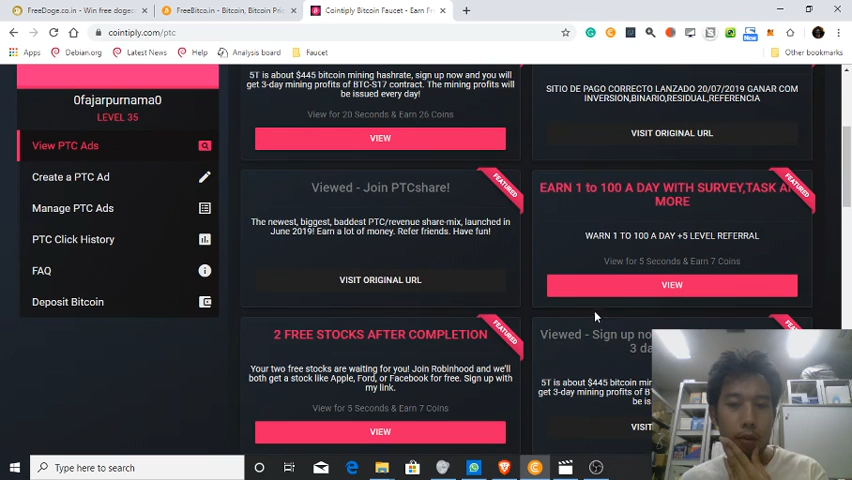 FreeDoge.co.in - Win free dogec
FreeBitco.in - Bitcoin, Bitcoin Pric
Cointiply Bitcoin Faucet • Earn Fr
cointiply.com/ptc
Apps
Debian.org
Latest News
Analysis board
Faucet
New
Other bookmarks
0fajarpurnama0
LEVEL 35
View PTC Ads
Create a PTC Ad
Manage PTC Ads
PTC Click History
FAQ
Deposit Bitcoin
5T is about $445 bitcoin mining hashrate, sign up now and you will
get 3-day mining profits of BTC-S17 contract. The mining profits
will be issued every day!
View for 20 Seconds & Earn 26 Coins
VIEW
SITIO DE PAGO CORRECTO LANZADO 20/07/2019 GANAR COM
INVERSION,BINARIO,RESIDUAL,REFERENCIA
VISIT ORIGINAL URL
FEATURED
Viewed - Join PTCshare!
The newest, biggest, baddest PTC/revenue share-mix, launched in
June 2019! Earn a lot of money. Refer friends. Have fun!
VISIT ORIGINAL URL
FEATURED
EARN 1 to 100 A DAY WITH SURVEY,TASK AND
MORE
WARN 1 TO 100 A DAY +5 LEVEL REFERRAL
View for 5 Seconds & Earn 7 Coins
VIEW
FEATURED
2 FREE STOCKS AFTER COMPLETION
Your two free stocks are waiting for you! Join Robinhood and we'll
both get a stock like Apple, Ford, or Facebook for free. Sign up with
my link.
View for 5 Seconds & Earn 7 Coins
VIEW
Viewed - Sign up no
3 da
5T is about $445 bitcoin min
get 3-day mining profits of B
be is
VISIT
Type here to search